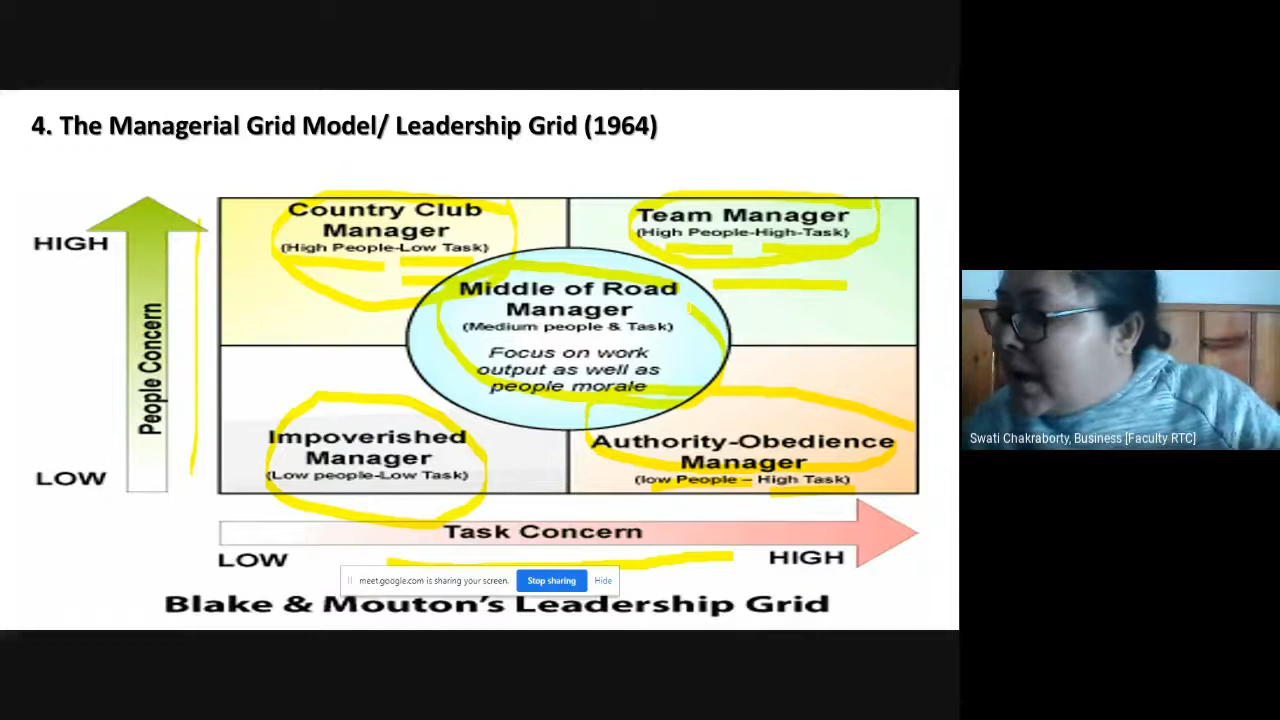 4. The Managerial Grid Model/ Leadership Grid (1964)
HIGH
People Concern
LOW
Country Club
Manager
(High People-Low Task)
Team Manager
(High People-High-Task)
Middle of Road
Manager
(Medium people & Task)
Focus on work
output as well as
people morale
Impoverished
Manager
(Low people-Low Task)
Authority-Obedience
Manager
(low People – High Task)
Task Concern
LOW
HIGH
meet.google.com is sharing your screen.
Stop sharing
Hide
Blake & Mouton's Leadership Grid
Swati Chakraborty, Business [Faculty RTC]